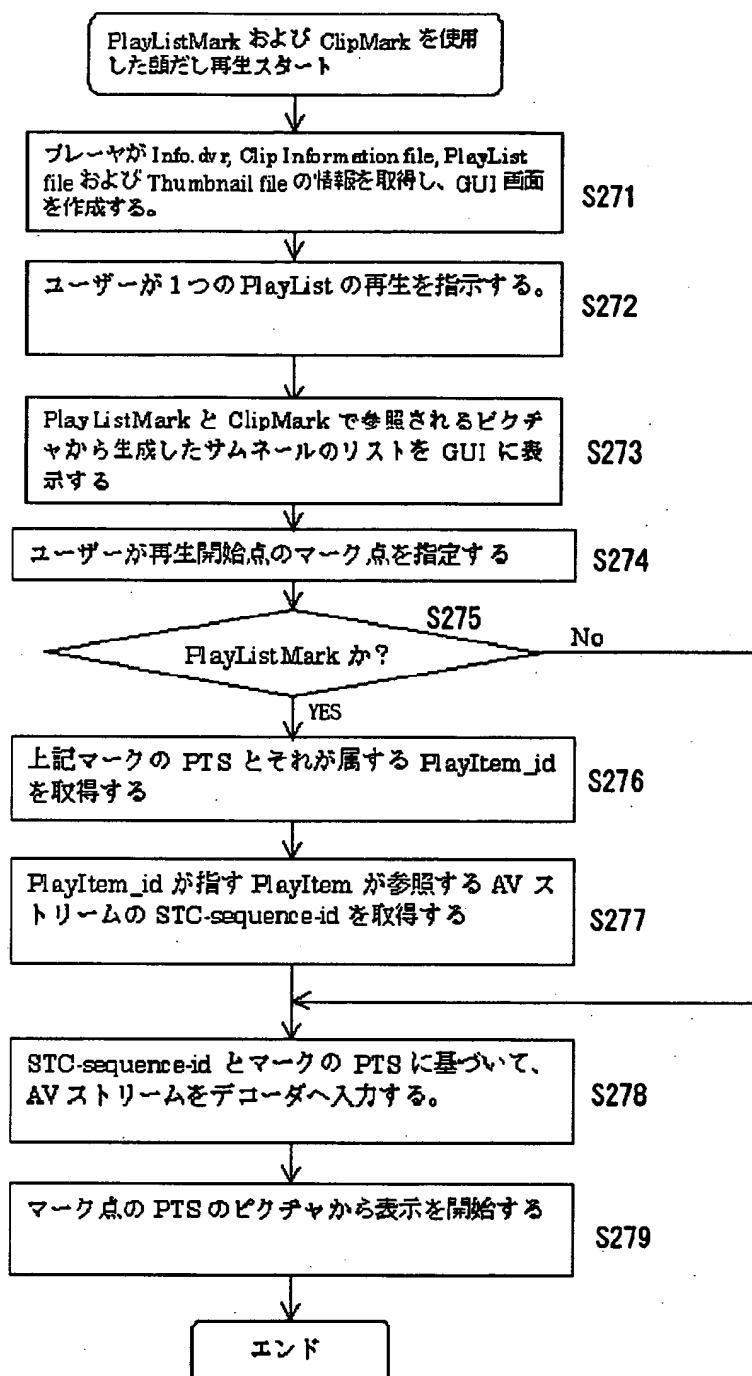 PlayListMark および ClipMark を使用
した頭だし再生スタート
プレーヤが Info.dvr, Clip Information file, PlayList
file および Thumbnail file の情報を取得し、GUI 画面
を作成する。
S271
ユーザーが1つの PlayList の再生を指示する。
S272
PlayListMark と ClipMark で参照されるピクチ
ャから生成したサムネールのリストを GUI に表
示する
S273
ユーザーが再生開始点のマーク点を指定する
S274
S275
PlayListMark か?
No
YES
上記マークの PTS とそれが属する PlayItem_id
を取得する
S276
PlayItem_id が指す PlayItem が参照する AV ス
トリームの STC-sequence-id を取得する
S277
STC-sequence-id とマークの PTS に基づいて、
AV ストリームをデコーダへ入力する。
S278
マーク点の PTS のピクチャから表示を開始する
S279
エンド